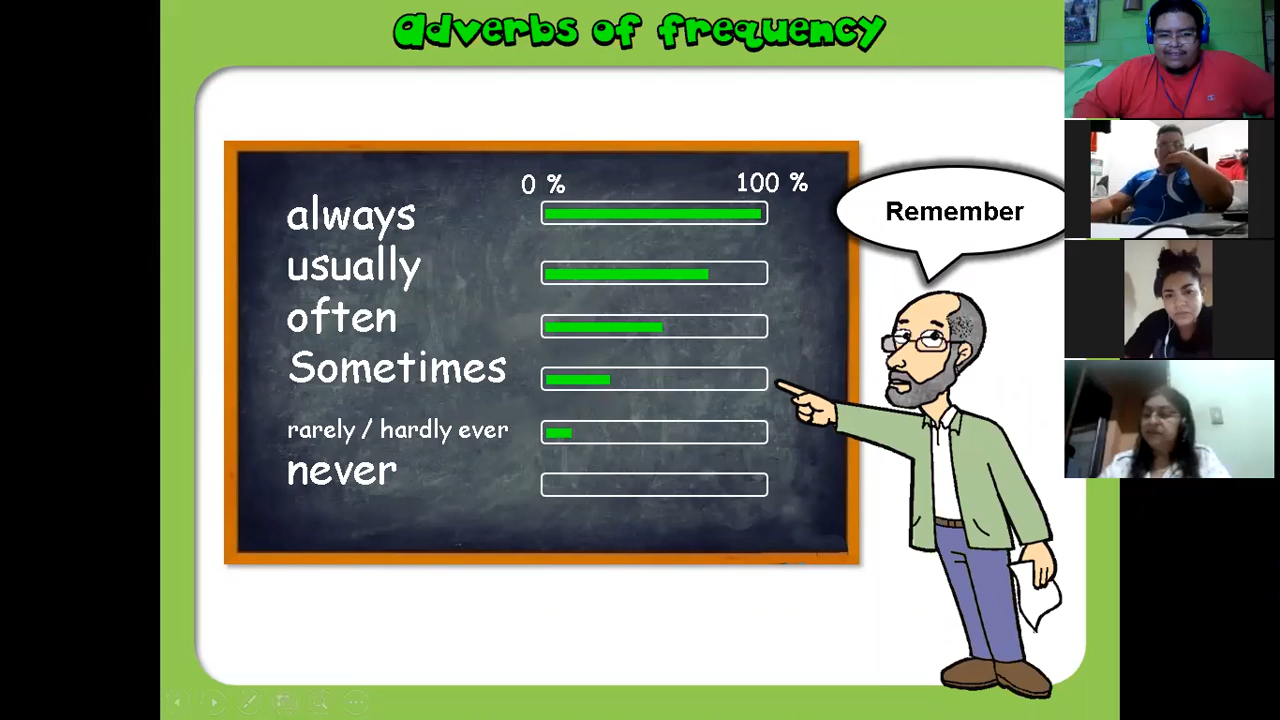 Adverbs of frequency
0 % 100 %
always
usually
often
Sometimes
rarely / hardly ever
never
Remember